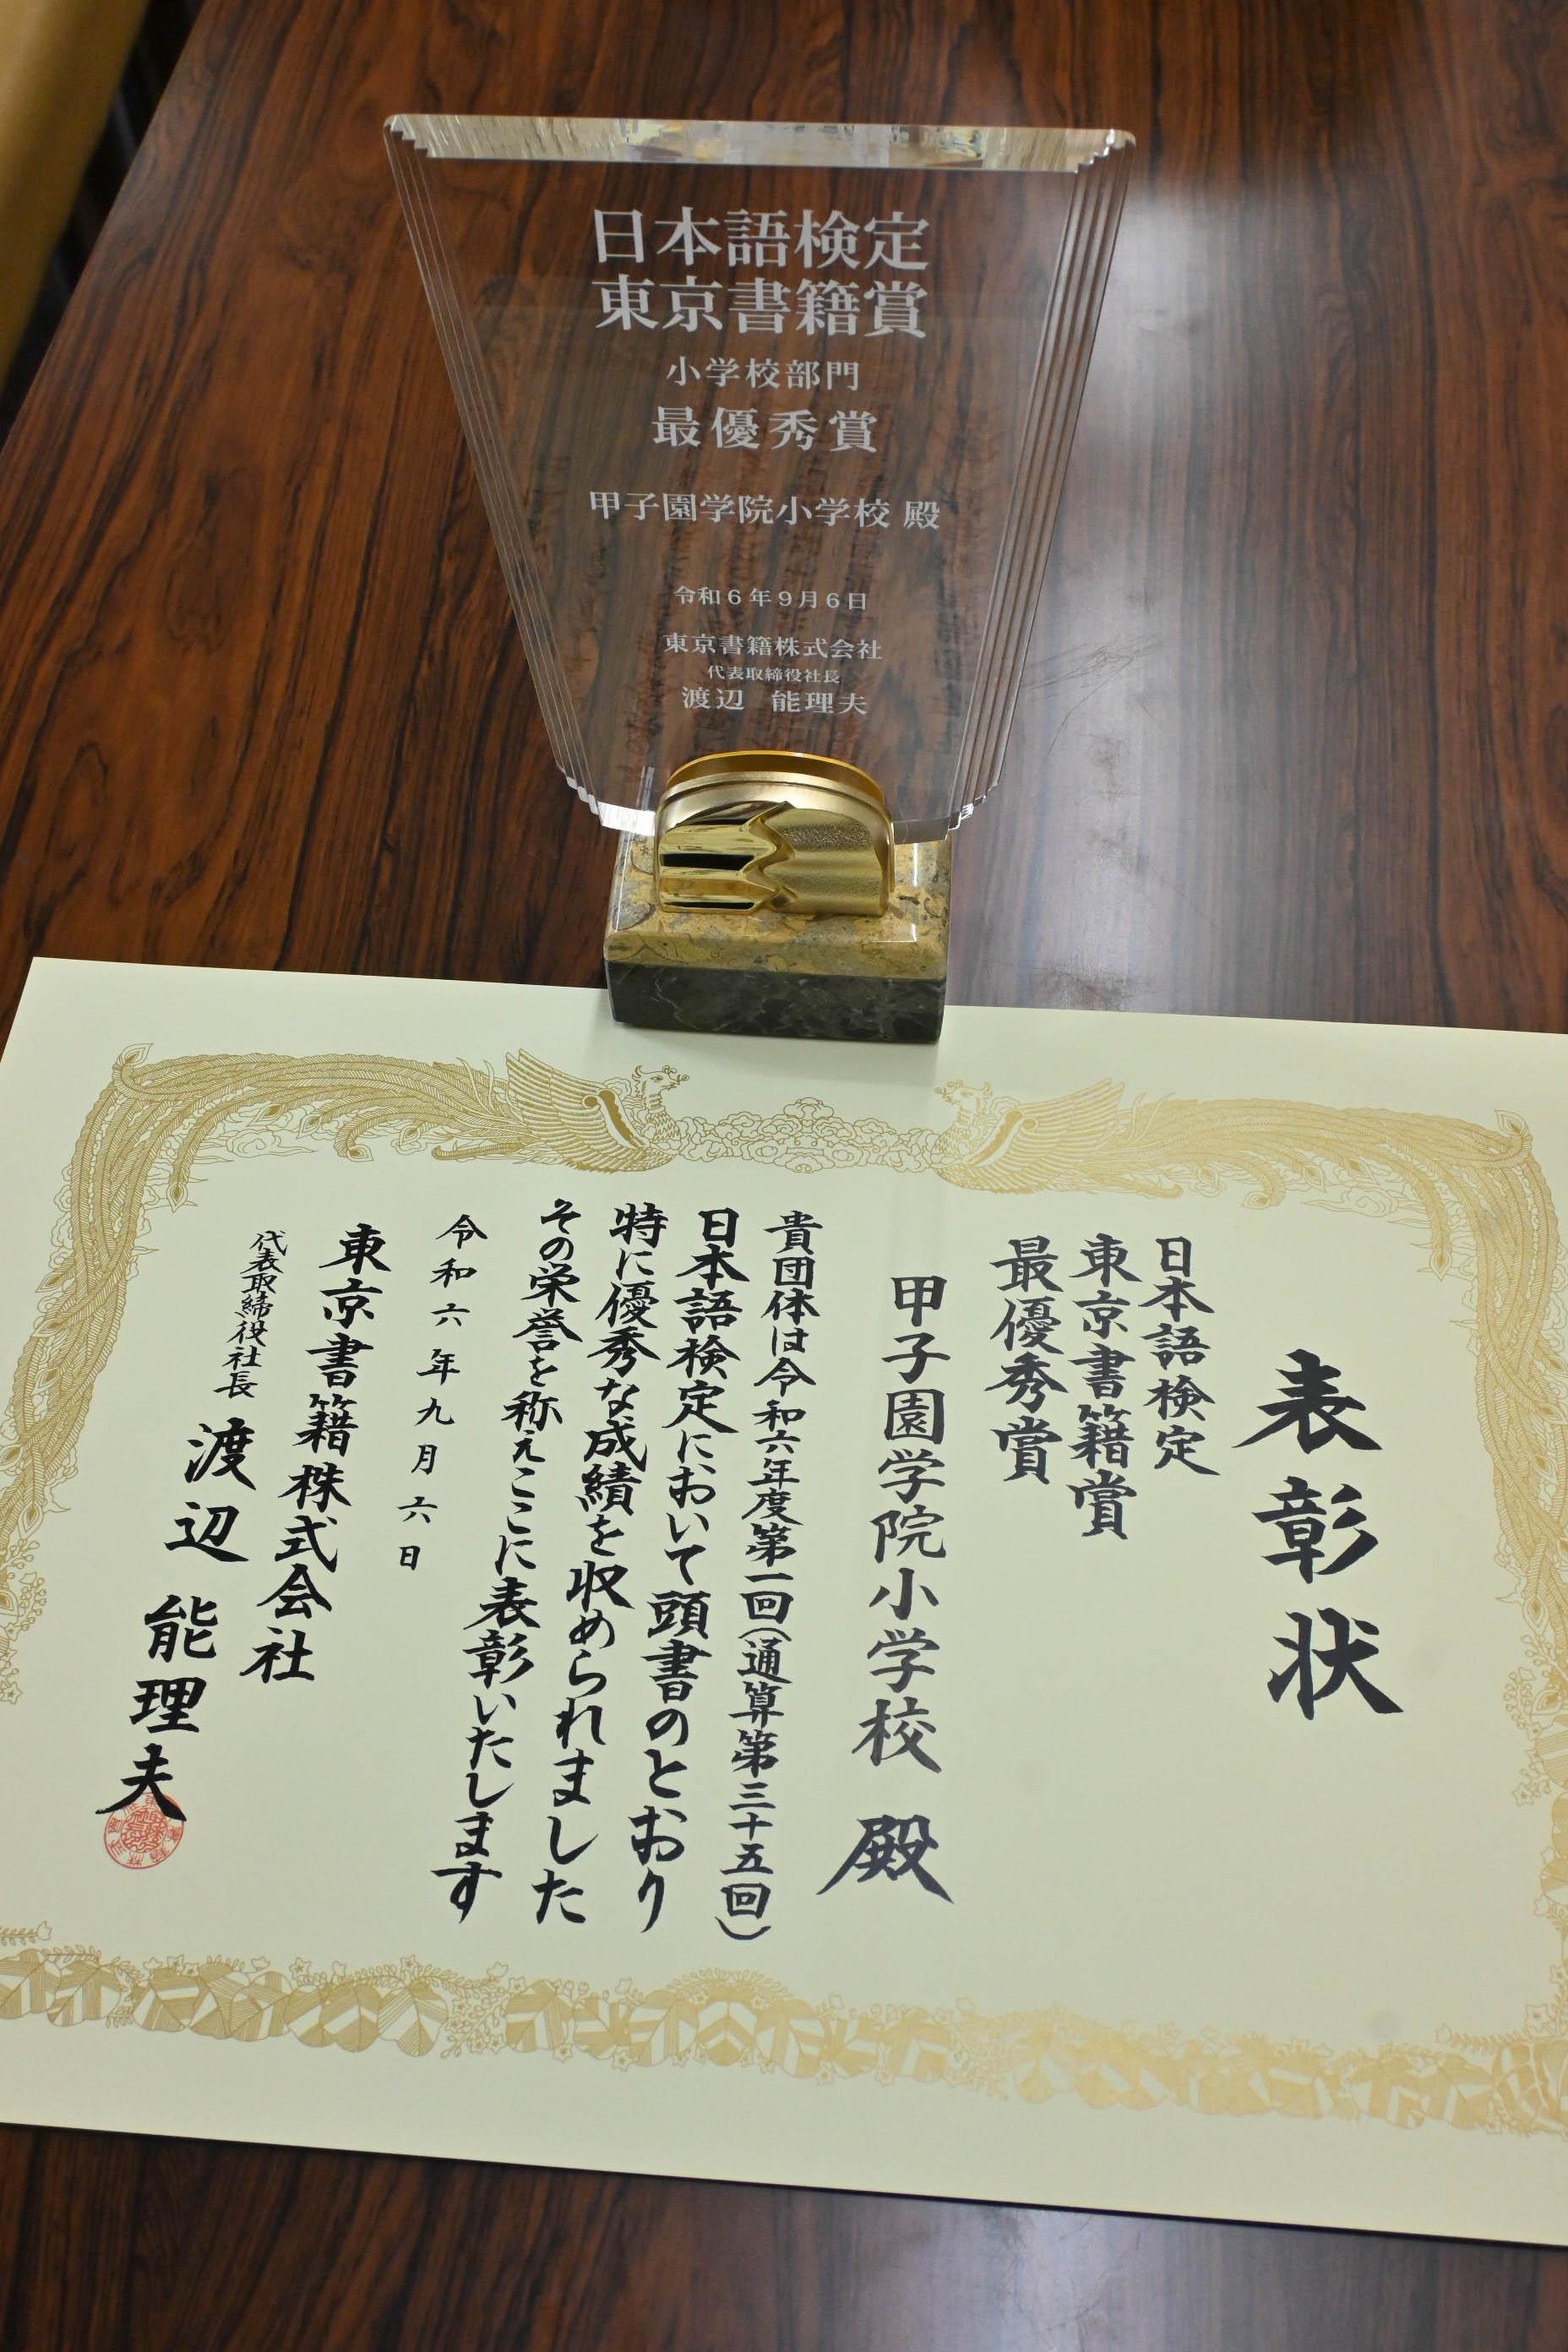 日本語検定
東京書籍賞
小学校部門
最優秀賞
甲子園学院小学校 殿
令和6年9月6日
東京書籍株式会社
代表取締役社長
渡辺 能理夫
表彰状
日本語検定
東京書籍賞
最優秀賞
甲子園学院小学校 殿
貴団体は令和六年度第一回(通算第三十五回)
日本語検定において頭書のとおり
特に優秀な成績を収められました
その栄誉を称えここに表彰いたします
令和六年九月六日
東京書籍株式会社
代表取締役社長 渡辺 能理夫